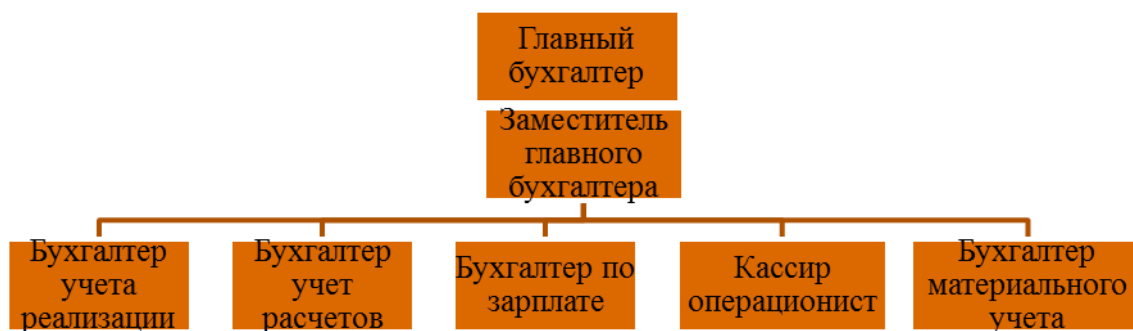 Главный
бухгалтер
Заместитель
главного
бухгалтера
Бухгалтер
учета
реализации
Бухгалтер
учет
расчетов
Бухгалтер по
зарплате
Кассир
операционист
Бухгалтер
материального
учета